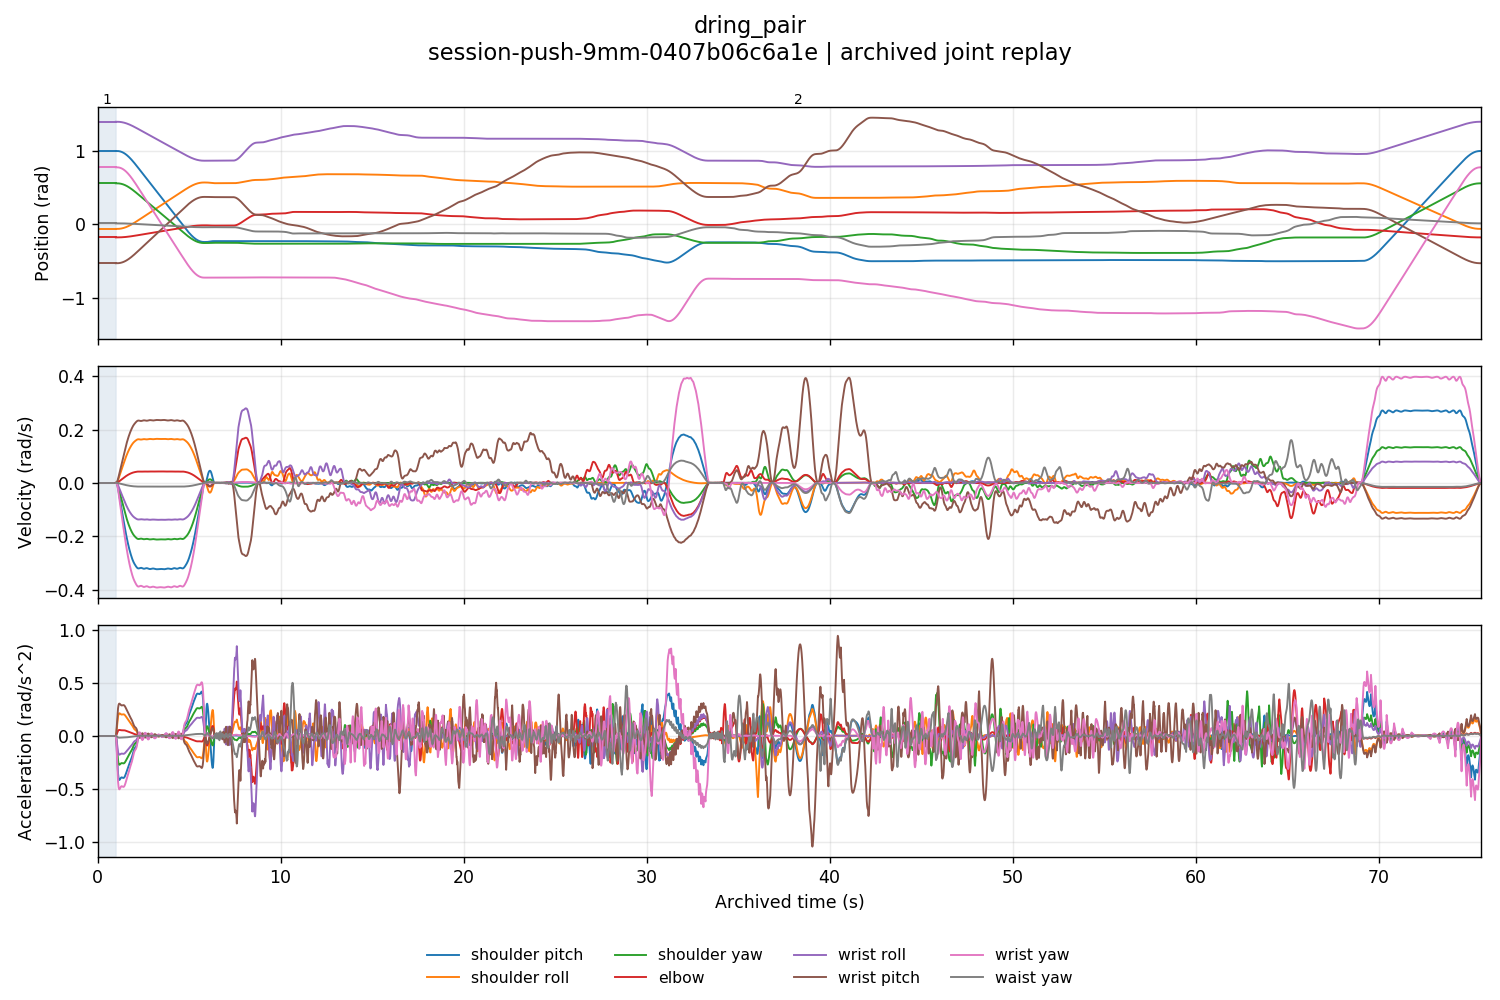 dring_pair
session-push-9mm-0407b06c6a1e | archived joint replay
1 2
Position (rad)
1
0
−1
Velocity (rad/s)
0.4
0.2
0.0
−0.2
−0.4
Acceleration (rad/s^2)
1.0
0.5
0.0
−0.5
−1.0
0 10 20 30 40 50 60 70
Archived time (s)
shoulder pitch shoulder yaw wrist roll wrist yaw
shoulder roll elbow wrist pitch waist yaw